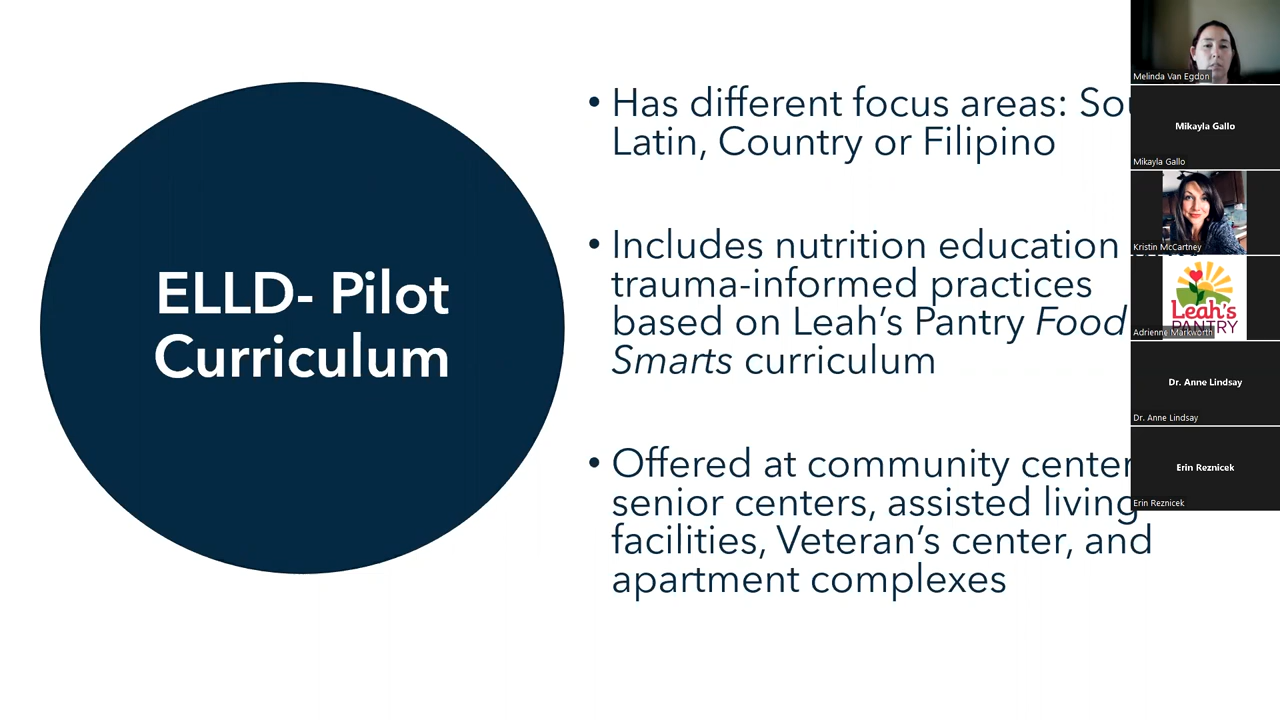 ELLD- Pilot
Curriculum
• Has different focus areas:
Latin, Country or Filipino
• Includes nutrition education
trauma-informed practices
based on Leah's Pantry Food
Smarts curriculum
• Offered at community
senior centers, assisted living
facilities, Veteran's center, and
apartment complexes
Melinda Van Egdon
Mikayla Gallo
Mikayla Gallo
Kristin McCartney
Leah's
PANTRY
Adrienne Markworth
Dr. Anne Lindsay
Dr. Anne Lindsay
Erin Reznicek
Erin Reznicek